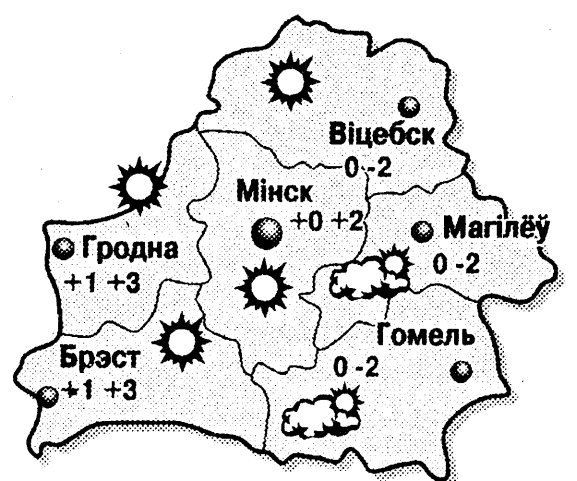 Віцебск
0 -2
Мінск
+0 +2
Магілёў
0 -2
Гродна
+1 +3
Гомель
0 -2
Брэст
+1 +3